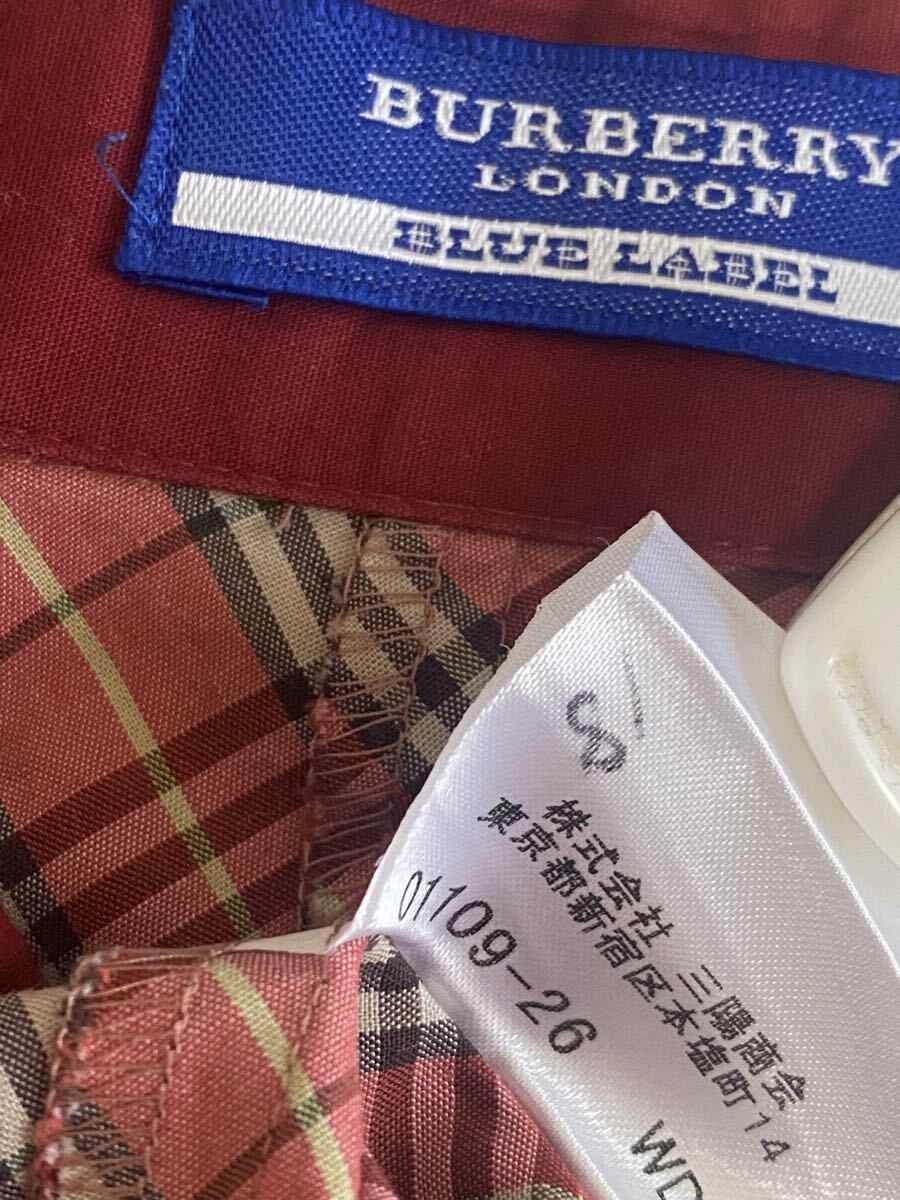 BURBERRY
LONDON
BLUE LABEL
株式会社 三陽商会
東京都新宿区本塩町14
01109-26
WD